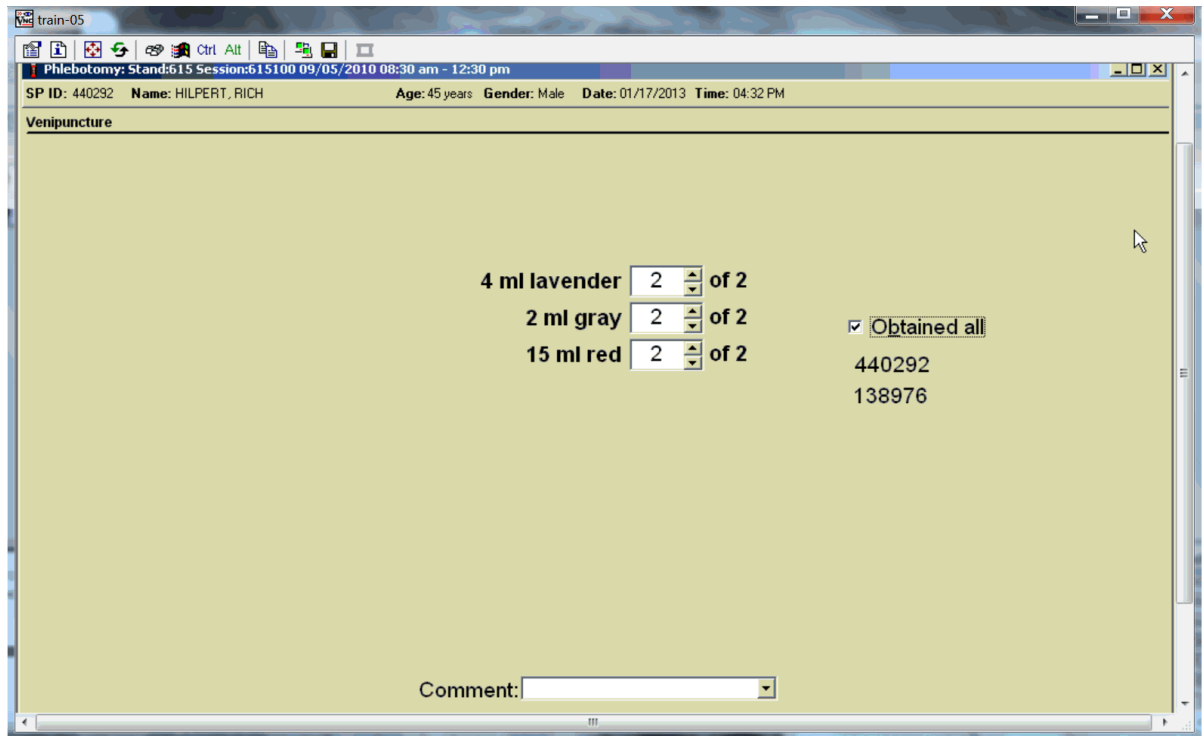 train-05
Ctrl Alt
Phlebotomy: Stand:615 Session:615100 09/05/2010 08:30 am - 12:30 pm
SP ID: 440292 Name: HILPERT, RICH Age: 45 years Gender: Male Date: 01/17/2013 Time: 04:32 PM
Venipuncture
4 ml lavender 2 of 2
2 ml gray 2 of 2
15 ml red 2 of 2
Obtained all
440292
138976
Comment: